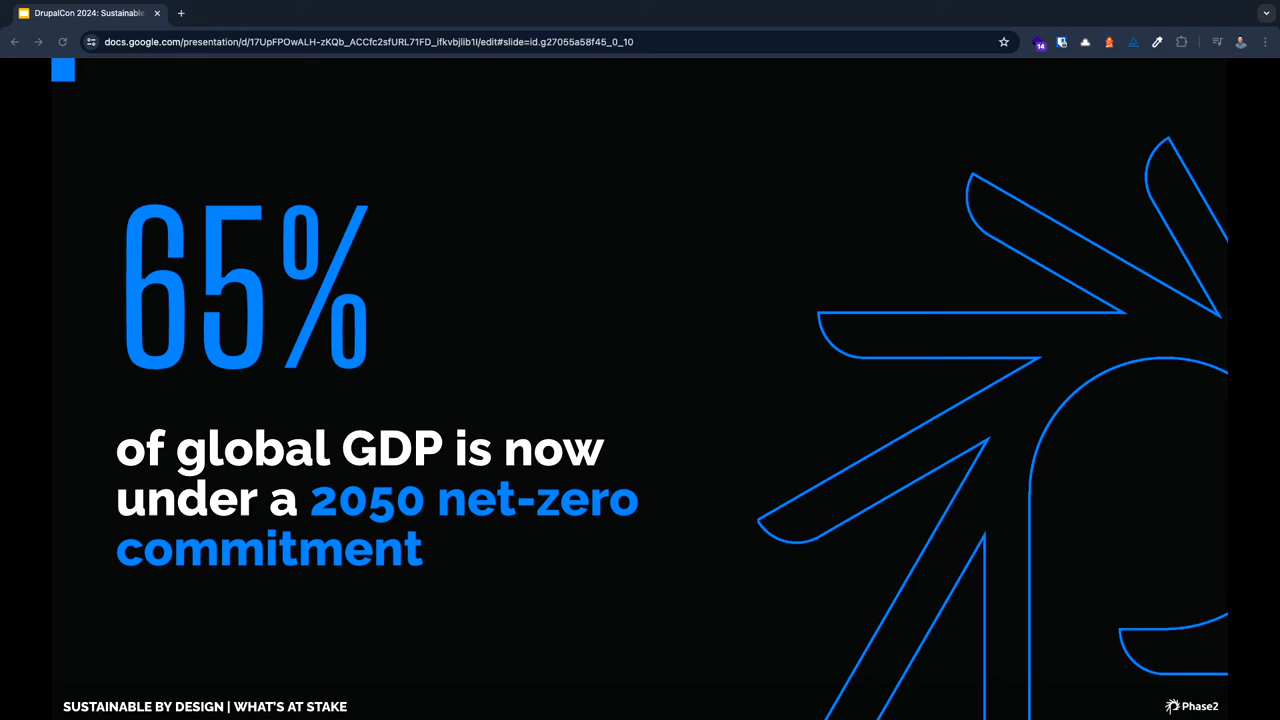 DrupalCon 2024: Sustainable
docs.google.com/presentation/d/17UpFPOwALH-zKQb_ACCfc2sfURL71FD_ifkvbjlib1I/edit#slide=id.g27055a58f45_0_10
14
65%
of global GDP is now
under a 2050 net-zero
commitment
SUSTAINABLE BY DESIGN | WHAT'S AT STAKE
Phase2